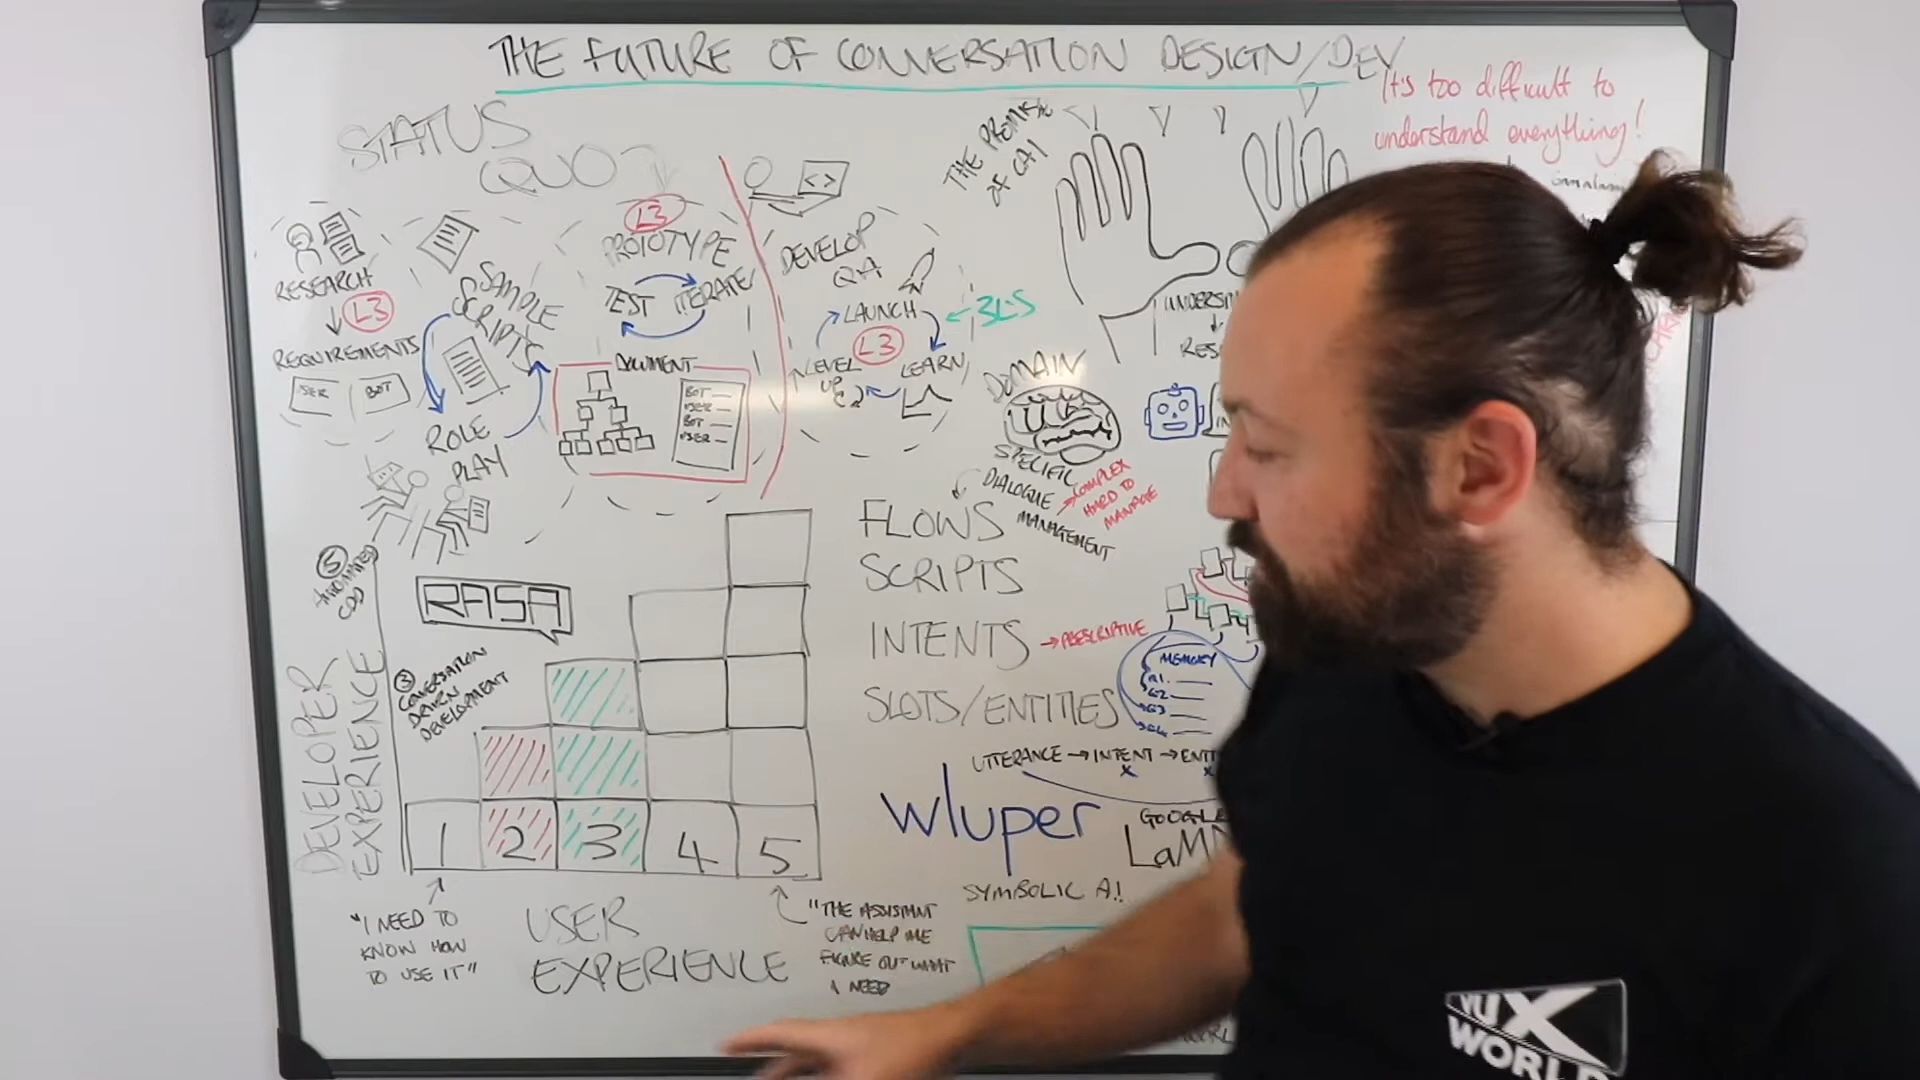 THE FUTURE OF CONVERSATION DESIGN/DEV
It's too difficult to
understand everything!
STATUS
QUO
THE PROMISE
OF CAI
RESEARCH
L3
REQUIREMENTS
USER
BOT
SAMPLE
SCRIPTS
ROLE
PLAY
L3
PROTOTYPE
TEST ITERATE
DOCUMENT
BOT
USER
BOT
USER
< >
DEVELOP
QA
LAUNCH
3L'S
L3
LEVEL
UP
LEARN
DOMAIN
SPECIFIC
DIALOGUE
MANAGEMENT
→ COMPLEX
HARD TO
MANAGE
FLOWS
SCRIPTS
INTENTS → PRESCRIPTIVE
SLOTS/ENTITIES
MEMORY
UTTERANCE → INTENT →
X
wluper
GOOGLE
SYMBOLIC AI
5
AUTOMATED
CDD
RASA
3
CONVERSATION
DRIVEN
DEVELOPMENT
DEVELOPER
EXPERIENCE
1 2 3 4 5
"I NEED TO
KNOW HOW
TO USE IT"
USER
EXPERIENCE
"THE ASSISTANT
CAN HELP ME
FIGURE OUT WHAT
I NEED
VUX
WORLD